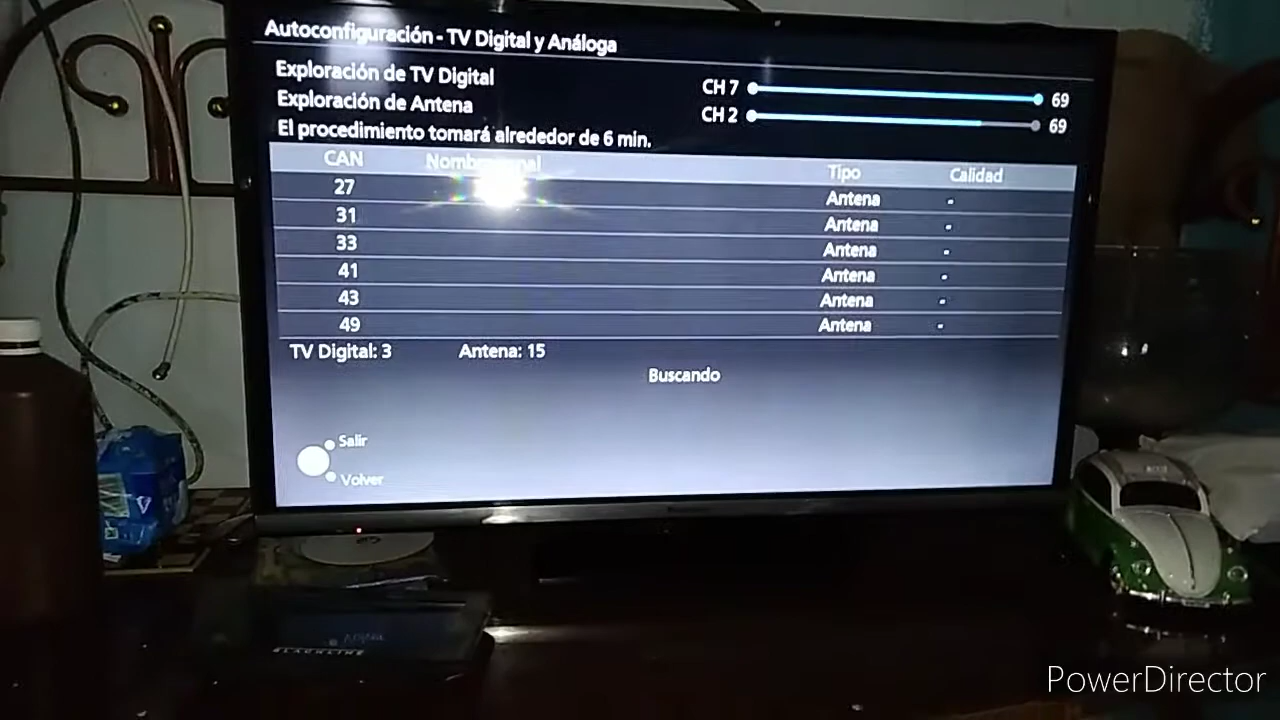 Autoconfiguración - TV Digital y Análoga
Exploración de TV Digital CH 7 69
Exploración de Antena CH 2 69
El procedimiento tomará alrededor de 6 min.
CAN Tipo Calidad
27 Antena -
31 Antena -
33 Antena -
41 Antena -
43 Antena -
49 Antena -
TV Digital: 3 Antena: 15
Buscando
Salir
Volver
BLACKLINE
PowerDirector